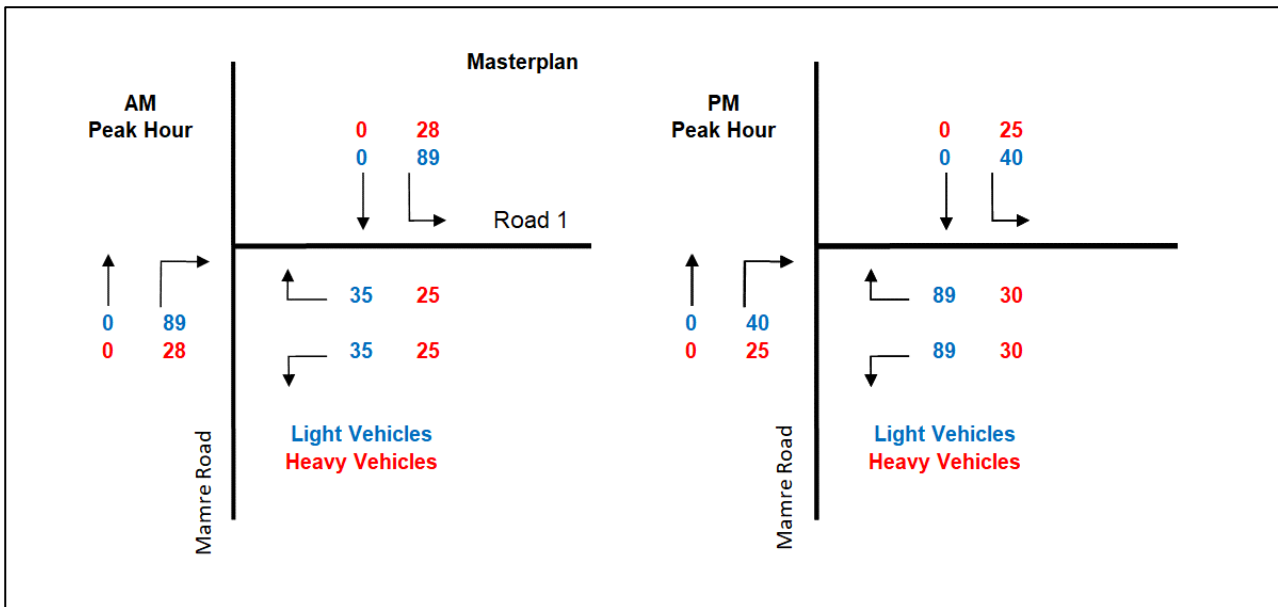 Masterplan
AM
Peak Hour
0 28
0 89
Road 1
35 25
0 89
0 28
35 25
Light Vehicles
Heavy Vehicles
Mamre Road
PM
Peak Hour
0 25
0 40
89 30
0 40
0 25
89 30
Light Vehicles
Heavy Vehicles
Mamre Road